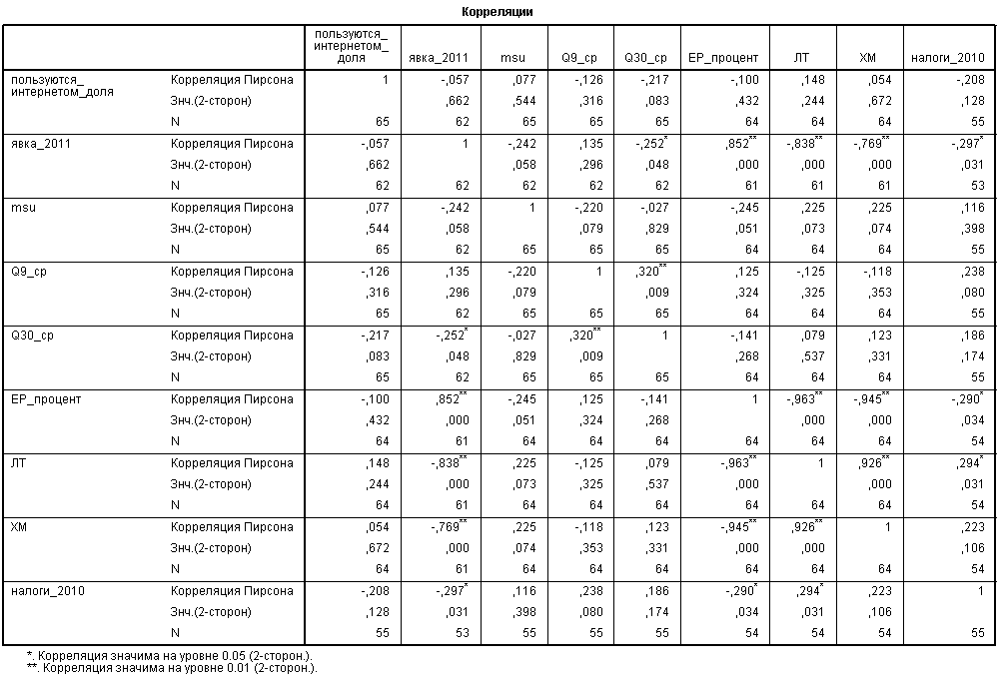 Корреляции
пользуются_ интернетом_ доля явка_2011 msu Q9_ср Q30_ср ЕР_процент ЛТ ХМ налоги_2010
пользуются_ интернетом_доля Корреляция Пирсона 1 -,057 ,077 -,126 -,217 -,100 ,148 ,054 -,208
Знч.(2-сторон) ,662 ,544 ,316 ,083 ,432 ,244 ,672 ,128
N 65 62 65 65 65 64 64 64 55
явка_2011 Корреляция Пирсона -,057 1 -,242 ,135 -,252* ,852** -,838** -,769** -,297*
Знч.(2-сторон) ,662 ,058 ,296 ,048 ,000 ,000 ,000 ,031
N 62 62 62 62 62 61 61 61 53
msu Корреляция Пирсона ,077 -,242 1 -,220 -,027 -,245 ,225 ,225 ,116
Знч.(2-сторон) ,544 ,058 ,079 ,829 ,051 ,073 ,074 ,398
N 65 62 65 65 65 64 64 64 55
Q9_ср Корреляция Пирсона -,126 ,135 -,220 1 ,320** ,125 -,125 -,118 ,238
Знч.(2-сторон) ,316 ,296 ,079 ,009 ,324 ,325 ,353 ,080
N 65 62 65 65 65 64 64 64 55
Q30_ср Корреляция Пирсона -,217 -,252* -,027 ,320** 1 -,141 ,079 ,123 ,186
Знч.(2-сторон) ,083 ,048 ,829 ,009 ,268 ,537 ,331 ,174
N 65 62 65 65 65 64 64 64 55
ЕР_процент Корреляция Пирсона -,100 ,852** -,245 ,125 -,141 1 -,963** -,945** -,290*
Знч.(2-сторон) ,432 ,000 ,051 ,324 ,268 ,000 ,000 ,034
N 64 61 64 64 64 64 64 64 54
ЛТ Корреляция Пирсона ,148 -,838** ,225 -,125 ,079 -,963** 1 ,926** ,294*
Знч.(2-сторон) ,244 ,000 ,073 ,325 ,537 ,000 ,000 ,031
N 64 61 64 64 64 64 64 64 54
ХМ Корреляция Пирсона ,054 -,769** ,225 -,118 ,123 -,945** ,926** 1 ,223
Знч.(2-сторон) ,672 ,000 ,074 ,353 ,331 ,000 ,000 ,106
N 64 61 64 64 64 64 64 64 54
налоги_2010 Корреляция Пирсона -,208 -,297* ,116 ,238 ,186 -,290* ,294* ,223 1
Знч.(2-сторон) ,128 ,031 ,398 ,080 ,174 ,034 ,031 ,106
N 55 53 55 55 55 54 54 54 55
*. Корреляция значима на уровне 0.05 (2-сторон.).
**. Корреляция значима на уровне 0.01 (2-сторон.).